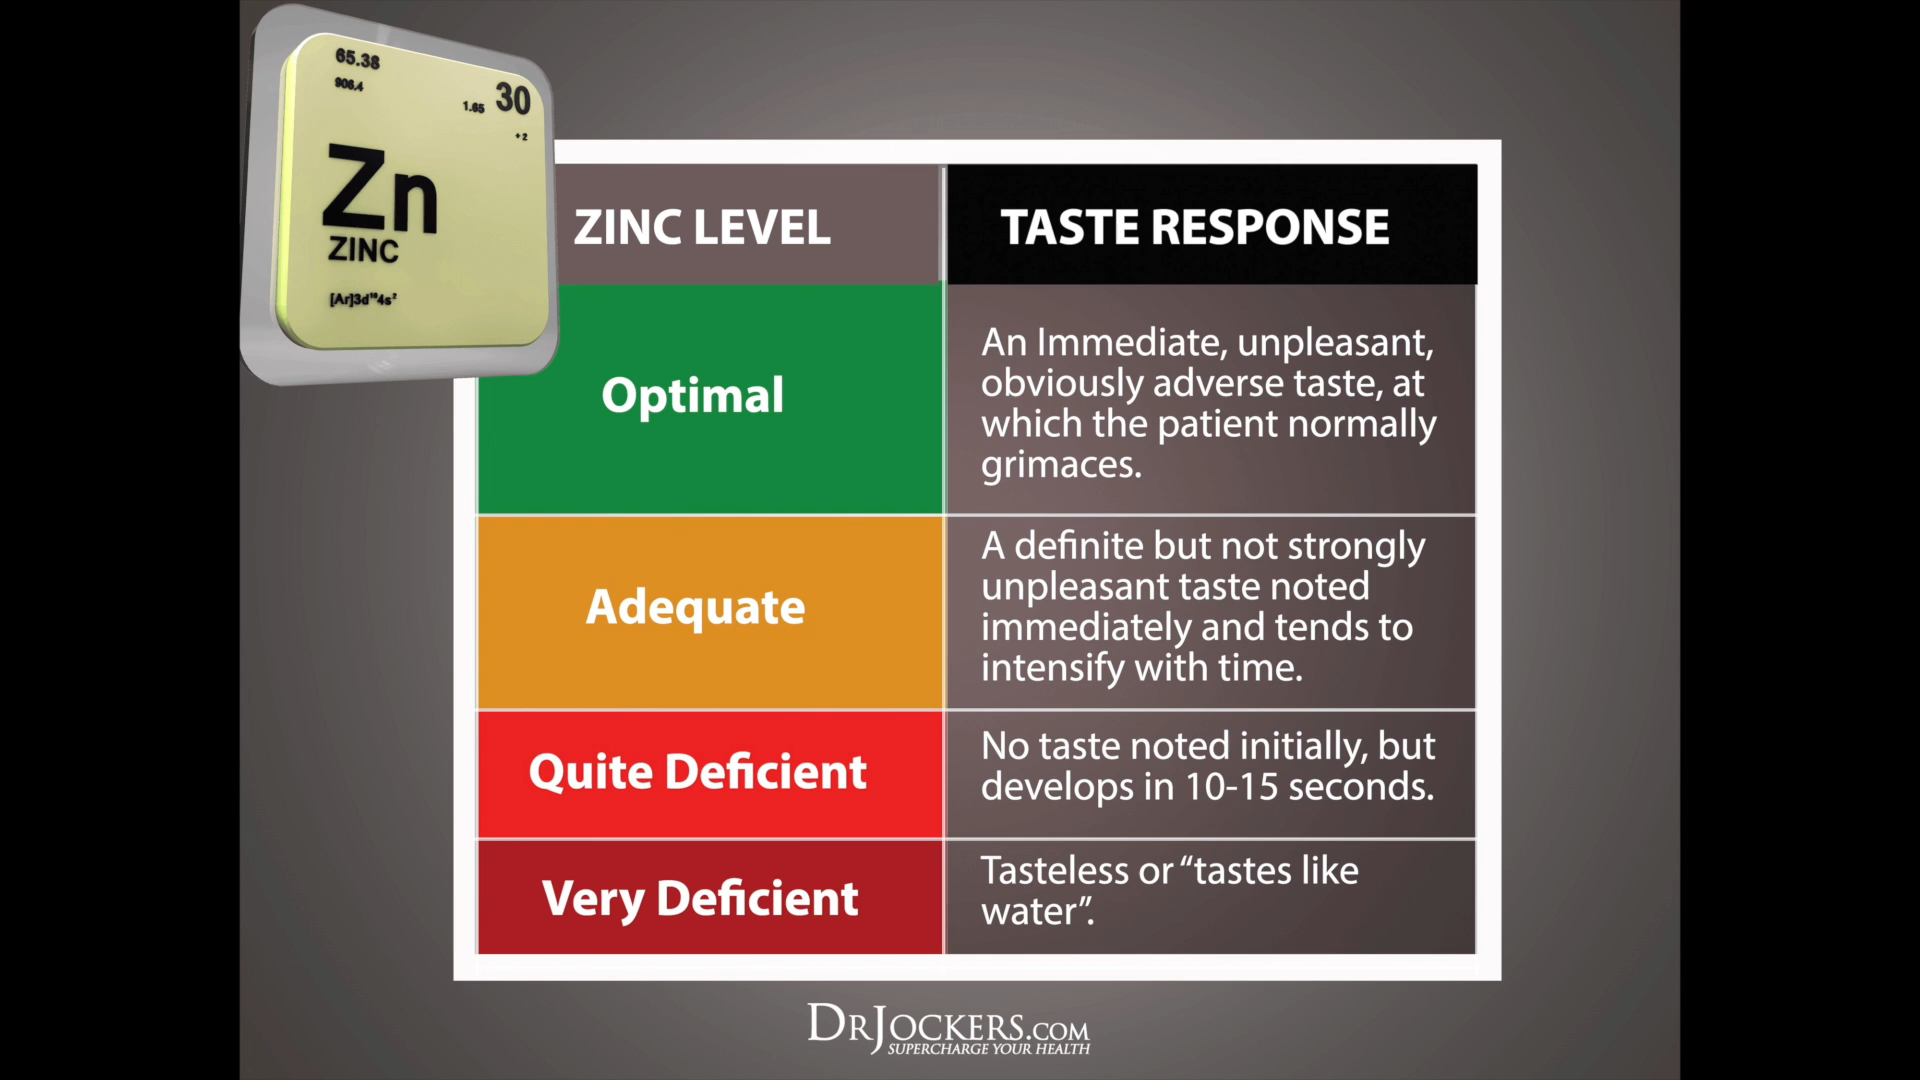 65.38
906.4
1.65 30
+2
Zn
ZINC
[Ar]3d¹⁰4s²
ZINC LEVEL
TASTE RESPONSE
Optimal
An Immediate, unpleasant,
obviously adverse taste, at
which the patient normally
grimaces.
Adequate
A definite but not strongly
unpleasant taste noted
immediately and tends to
intensify with time.
Quite Deficient
No taste noted initially, but
develops in 10-15 seconds.
Very Deficient
Tasteless or “tastes like
water”.
DRJOCKERS.COM
SUPERCHARGE YOUR HEALTH